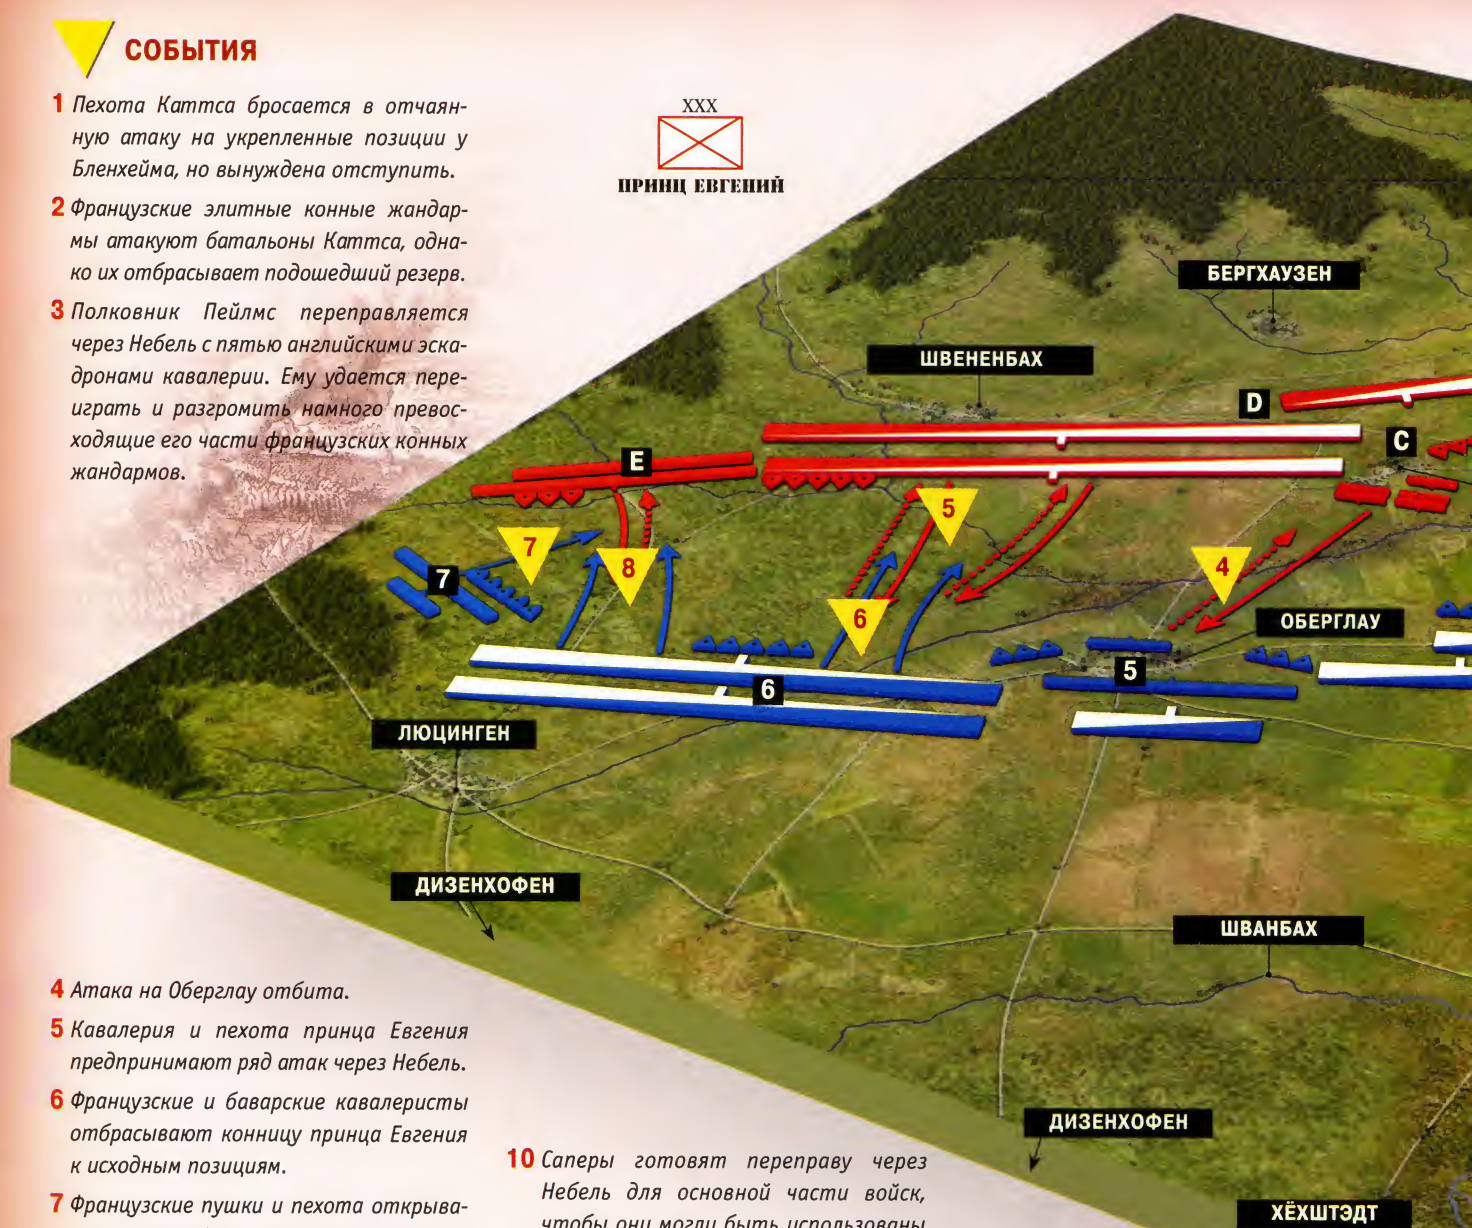 СОБЫТИЯ
1 Пехота Каттса бросается в отчаян-
ную атаку на укрепленные позиции у
Бленхейма, но вынуждена отступить.
2 Французские элитные конные жандар-
мы атакуют батальоны Каттса, одна-
ко их отбрасывает подошедший резерв.
3 Полковник Пейлмс переправляется
через Небель с пятью английскими эска-
дронами кавалерии. Ему удается пере-
играть и разгромить намного превос-
ходящие его части французских конных
жандармов.
XXX
ПРИНЦ ЕВГЕНИЙ
БЕРГХАУЗЕН
ШВЕНЕНБАХ
D
C
E
5
7
8
4
7
6
ОБЕРГЛАУ
5
6
ЛЮЦИНГЕН
ДИЗЕНХОФЕН
ШВАНБАХ
ДИЗЕНХОФЕН
ХЁХШТЭДТ
4 Атака на Оберглау отбита.
5 Кавалерия и пехота принца Евгения
предпринимают ряд атак через Небель.
6 Французские и баварские кавалеристы
отбрасывают конницу принца Евгения
к исходным позициям.
7 Французские пушки и пехота открыва-
10 Саперы готовят переправу через
Небель для основной части войск,
чтобы они могли быть использованы